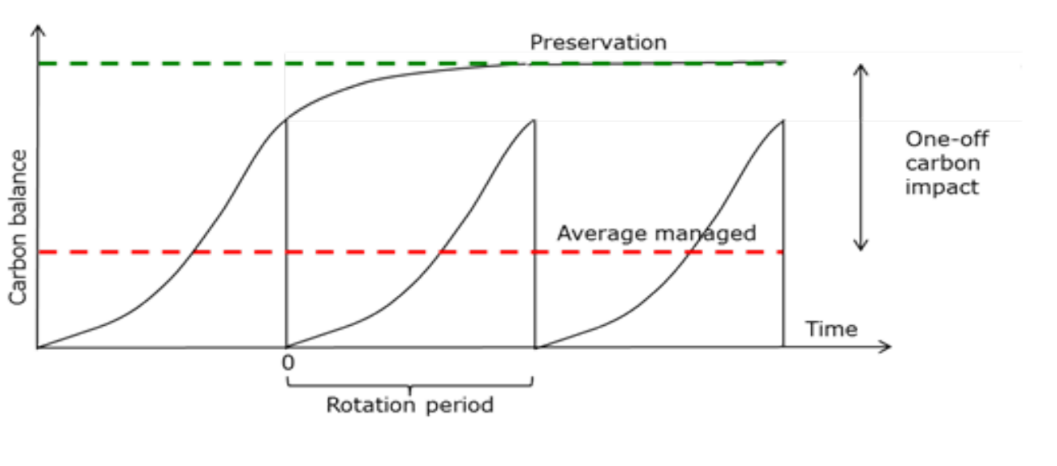 Preservation
One-off
carbon
impact
Carbon balance
Average managed
Time
0
Rotation period